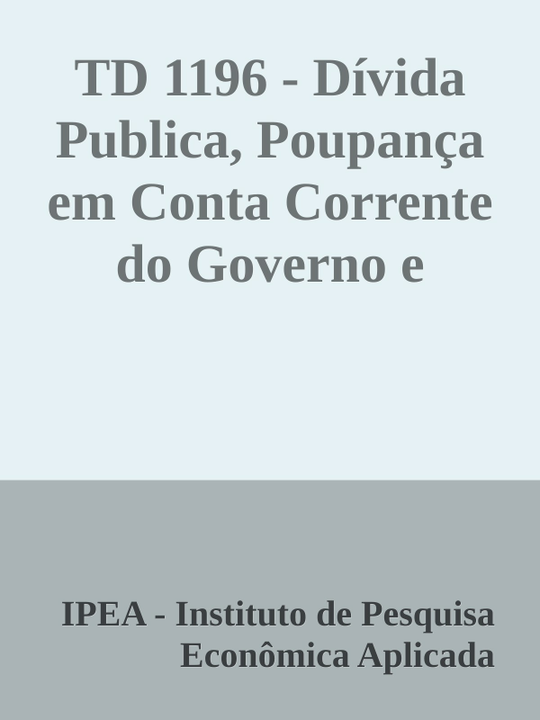 TD 1196 - Dívida
Publica, Poupança
em Conta Corrente
do Governo e
IPEA - Instituto de Pesquisa
Econômica Aplicada